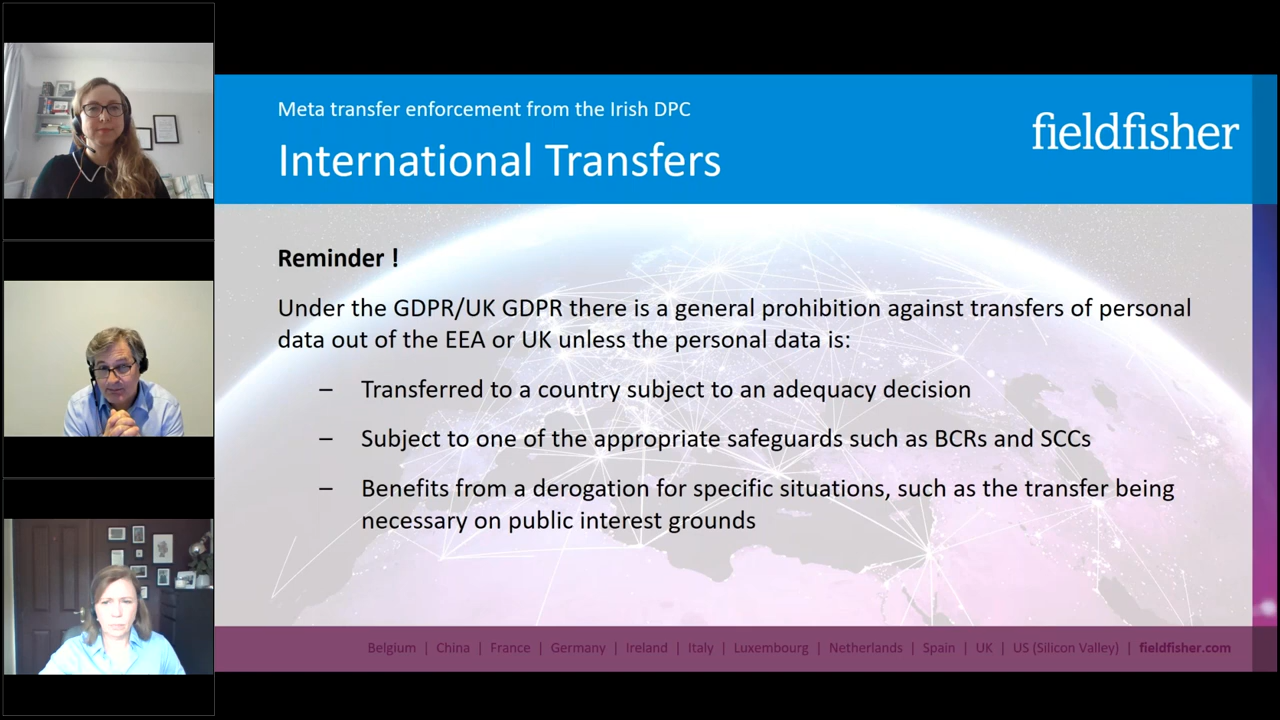 Meta transfer enforcement from the Irish DPC
International Transfers
fieldfisher
Reminder !
Under the GDPR/UK GDPR there is a general prohibition against transfers of personal
data out of the EEA or UK unless the personal data is:
– Transferred to a country subject to an adequacy decision
– Subject to one of the appropriate safeguards such as BCRs and SCCs
– Benefits from a derogation for specific situations, such as the transfer being
necessary on public interest grounds
Belgium | China | France | Germany | Ireland | Italy | Luxembourg | Netherlands | Spain | UK | US (Silicon Valley) | fieldfisher.com